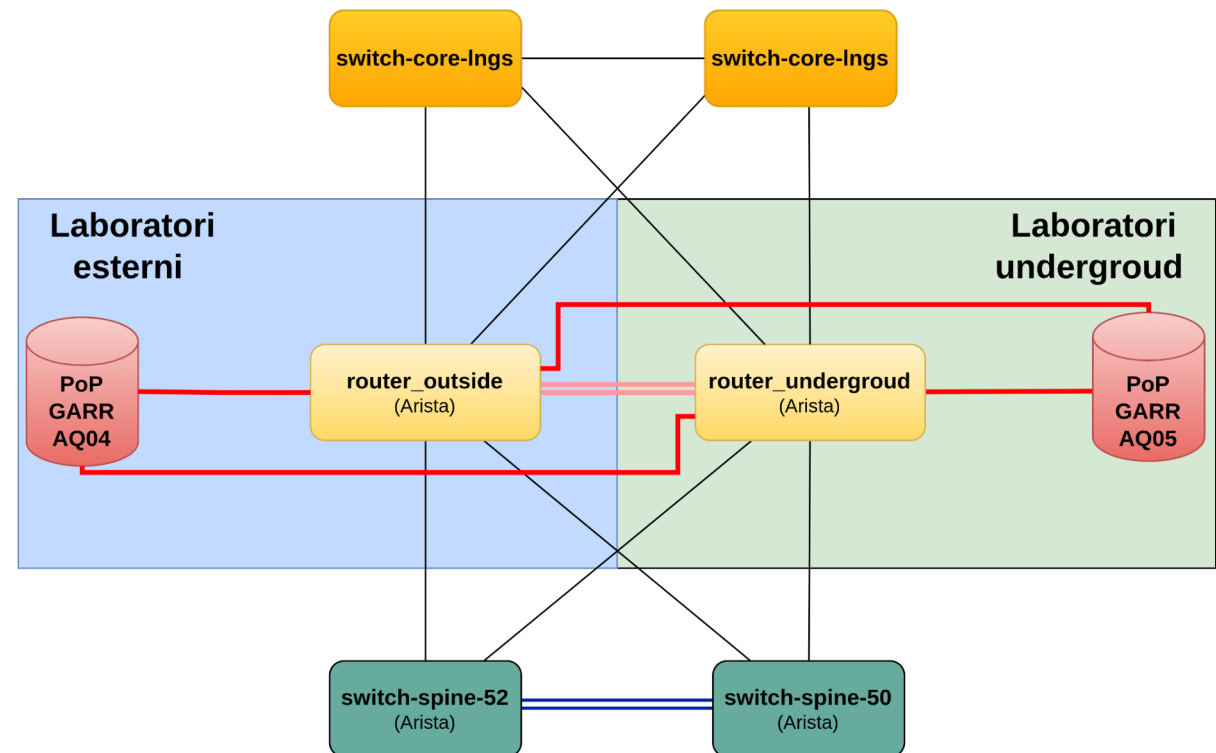 switch-core-lngs
switch-core-lngs
Laboratori
esterni
Laboratori
undergroud
PoP
GARR
AQ04
router_outside
(Arista)
router_undergroud
(Arista)
PoP
GARR
AQ05
switch-spine-52
(Arista)
switch-spine-50
(Arista)